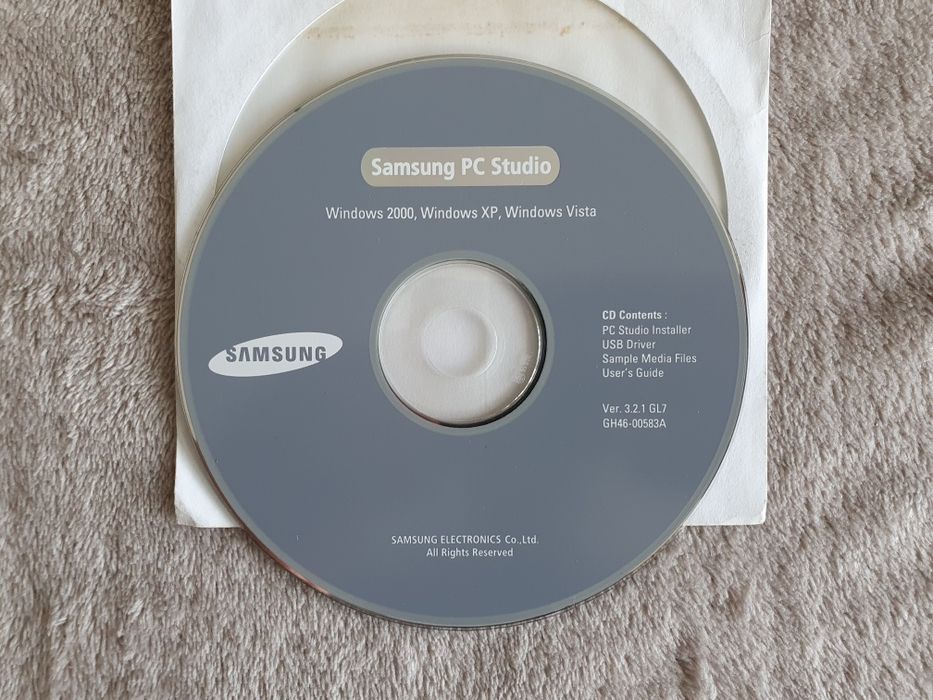 Samsung PC Studio
Windows 2000, Windows XP, Windows Vista
SAMSUNG
CD Contents :
PC Studio Installer
USB Driver
Sample Media Files
User's Guide
Ver. 3.2.1 GL7
GH46-00583A
SAMSUNG ELECTRONICS Co.,Ltd.
All Rights Reserved